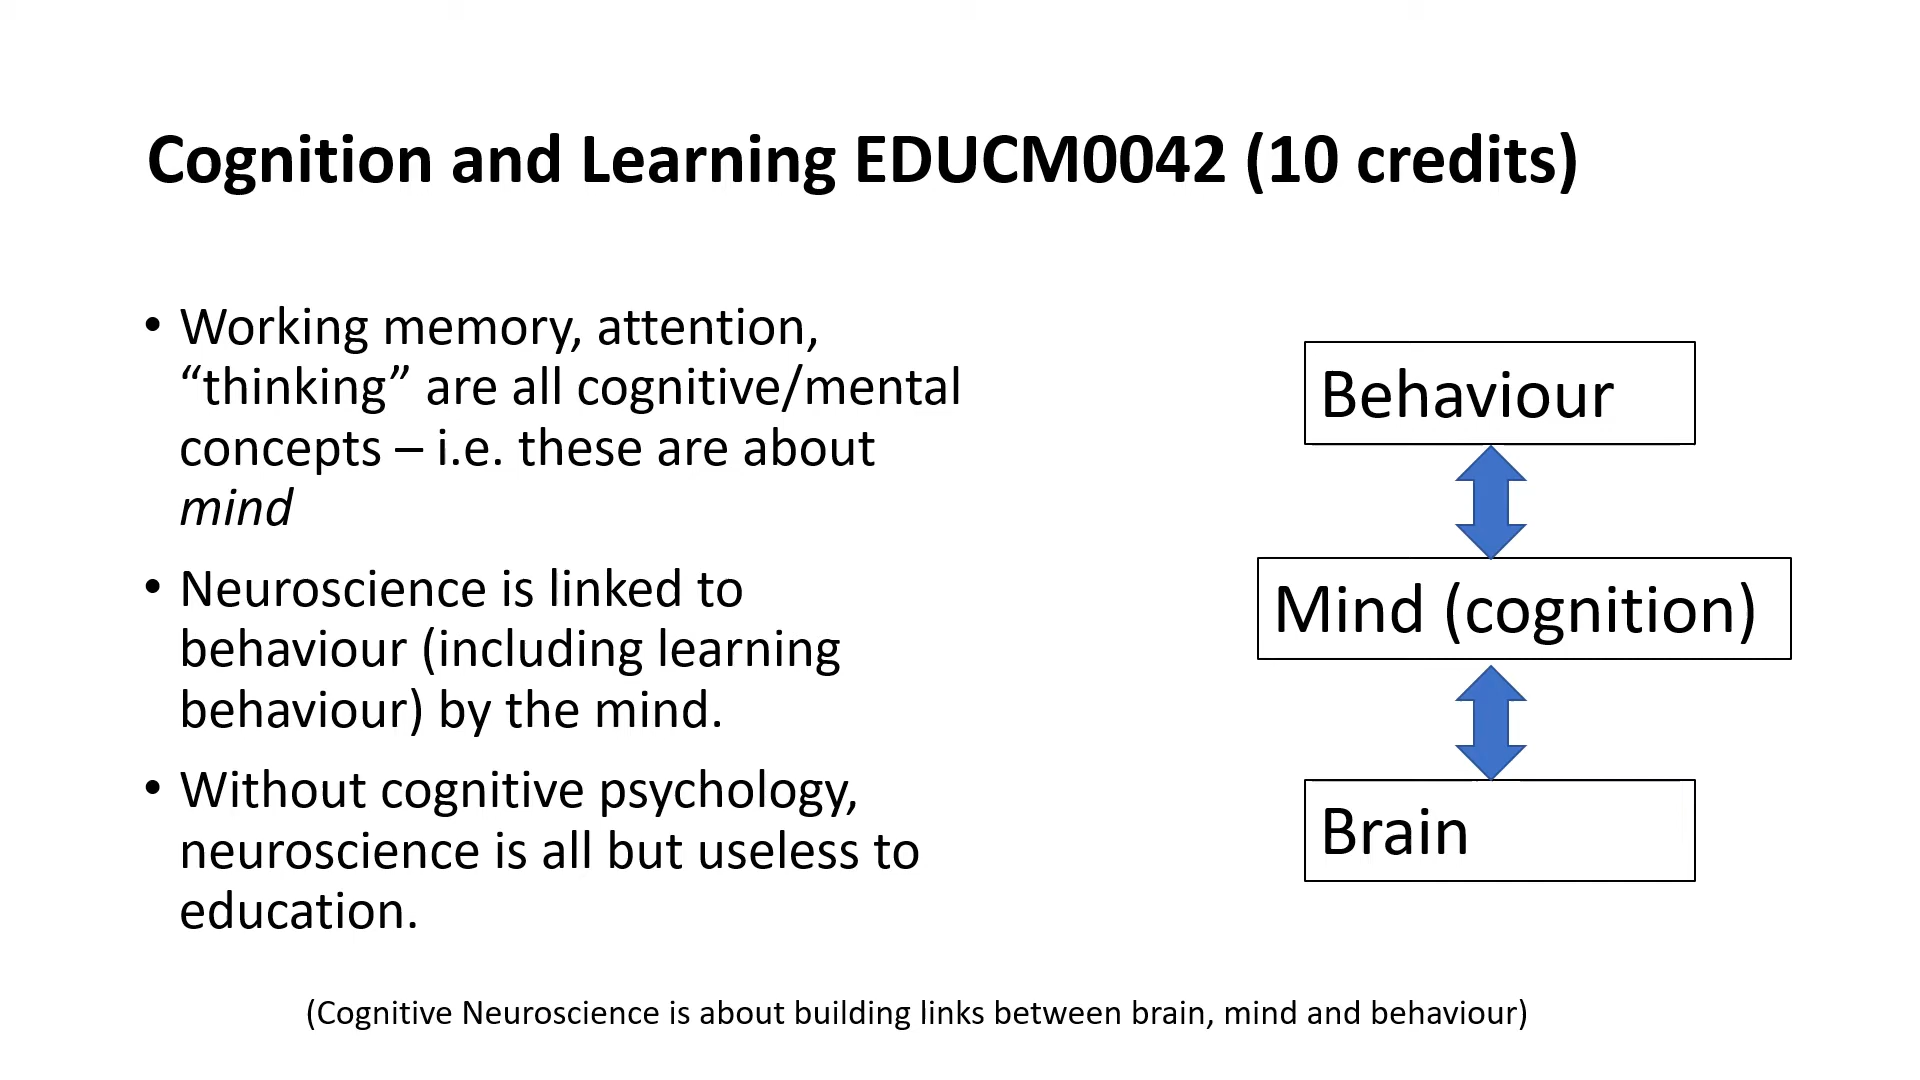 Cognition and Learning EDUCM0042 (10 credits)
• Working memory, attention,
“thinking” are all cognitive/mental
concepts – i.e. these are about
mind
• Neuroscience is linked to
behaviour (including learning
behaviour) by the mind.
• Without cognitive psychology,
neuroscience is all but useless to
education.
Behaviour
Mind (cognition)
Brain
(Cognitive Neuroscience is about building links between brain, mind and behaviour)